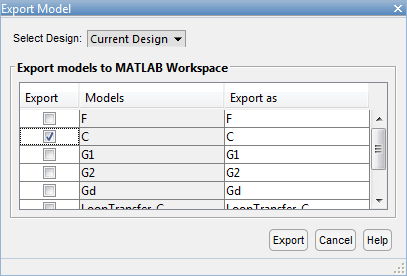 Export Model
Select Design: Current Design
Export models to MATLAB Workspace
Export Models Export as
F F
C C
G1 G1
G2 G2
Gd Gd
LoopTransfer_C LoopTransfer_C
Export Cancel Help